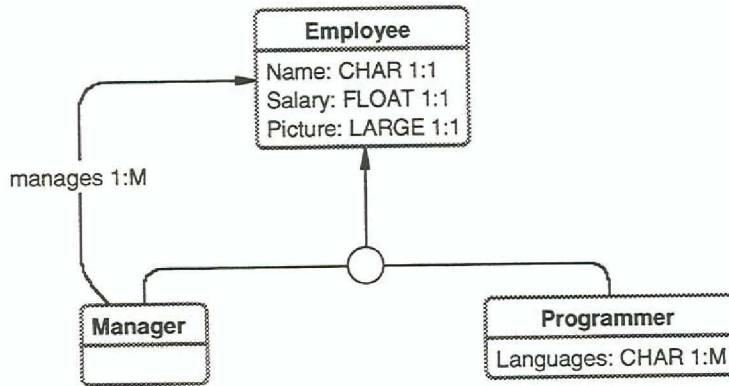 Employee
Name: CHAR 1:1
Salary: FLOAT 1:1
Picture: LARGE 1:1
manages 1:M
Manager
Programmer
Languages: CHAR 1:M